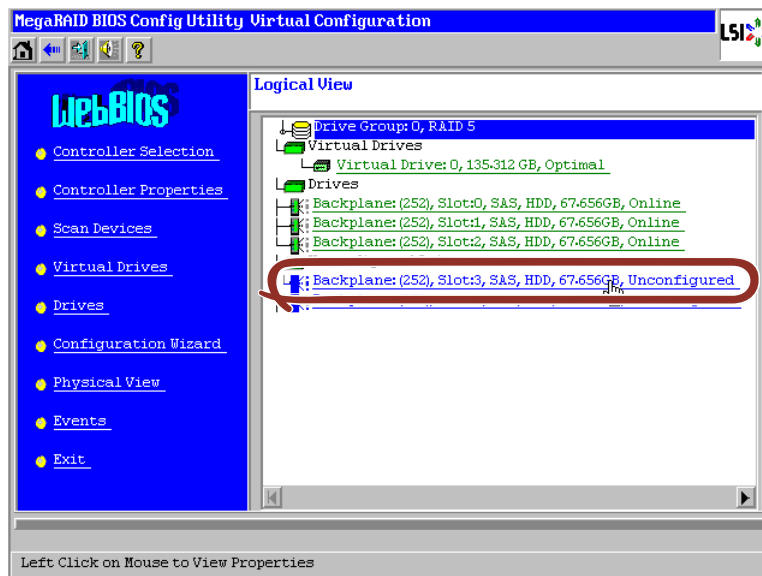 MegaRAID BIOS Config Utility Virtual Configuration
LSI
WebBIOS
Controller Selection
Controller Properties
Scan Devices
Virtual Drives
Drives
Configuration Wizard
Physical View
Events
Exit
Logical View
Drive Group: 0, RAID 5
Virtual Drives
Virtual Drive: 0, 135.312 GB, Optimal
Drives
Backplane: (252), Slot:0, SAS, HDD, 67.656GB, Online
Backplane: (252), Slot:1, SAS, HDD, 67.656GB, Online
Backplane: (252), Slot:2, SAS, HDD, 67.656GB, Online
Backplane: (252), Slot:3, SAS, HDD, 67.656GB, Unconfigured
Left Click on Mouse to View Properties